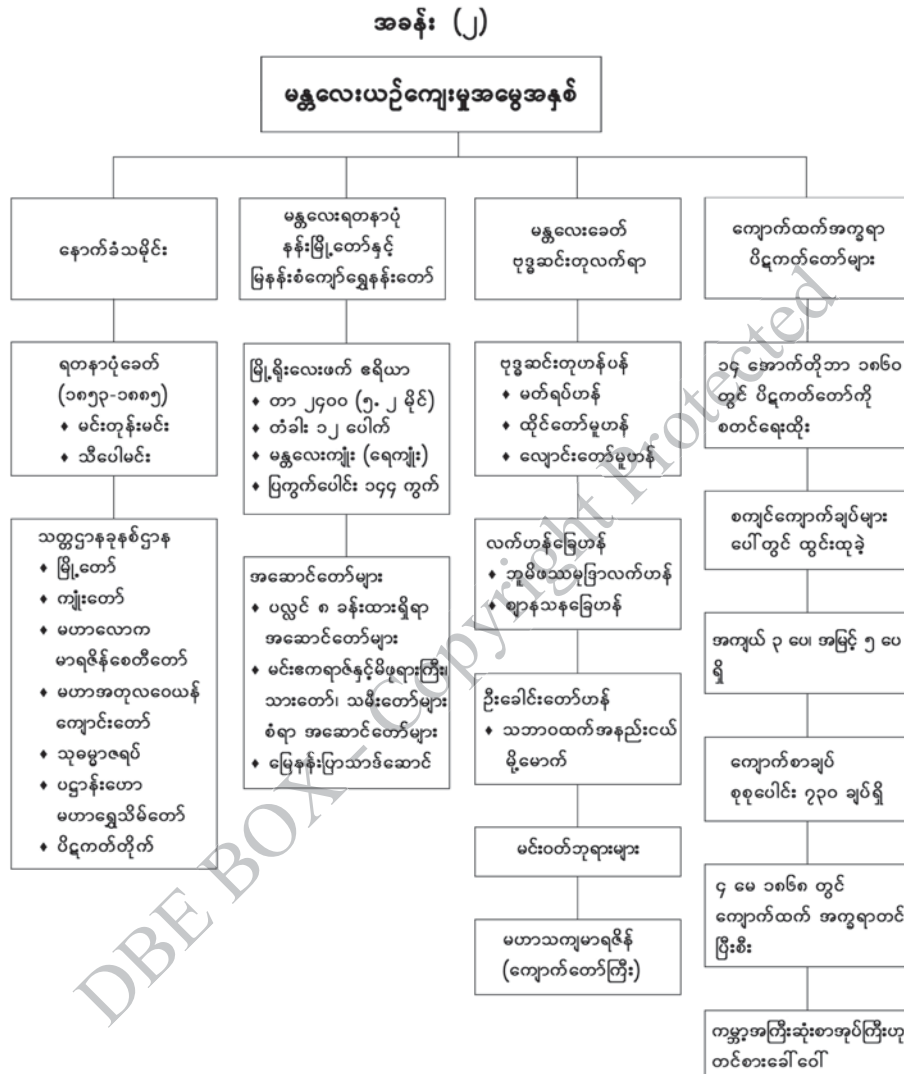 အခန်း (၂)
မန္တလေးယဉ်ကျေးမှုအမွေအနှစ်
နောက်ခံသမိုင်း
ရတနာပုံခေတ်
(၁၈၅၃-၁၈၈၅)
♦ မင်းတုန်းမင်း
♦ သီပေါမင်း
သတ္တဌာနခုနစ်ဌာန
♦ မြို့တော်
♦ ကျုံးတော်
♦ မဟာလောက
မာရဇိန်စေတီတော်
♦ မဟာအတုလဝေယန်
ကျောင်းတော်
♦ သုဓမ္မာဇရပ်
♦ ပဋ္ဌာန်းဟော
မဟာရွှေသိမ်တော်
♦ ပိဋကတ်တိုက်
မန္တလေးရတနာပုံ
နန်းမြို့တော်နှင့်
မြနန်းစံကျော်ရွှေနန်းတော်
မြို့ရိုးလေးဖက် ဧရိယာ
♦ တာ ၂၄၀၀ (၅. ၂ မိုင်)
♦ တံခါး ၁၂ ပေါက်
♦ မန္တလေးကျုံး (ရေကျုံး)
♦ ပြကွက်ပေါင်း ၁၄၄ ကွက်
အဆောင်တော်များ
♦ ပလ္လင် ၈ ခန်းထားရှိရာ
အဆောင်တော်များ
♦ မင်းဧကရာဇ်နှင့်မိဖုရားကြီး၊
သားတော်၊ သမီးတော်များ
စံရာ အဆောင်တော်များ
♦ မြေနန်းပြာသာဒ်ဆောင်
မန္တလေးခေတ်
ဗုဒ္ဓဆင်းတုလက်ရာ
ဗုဒ္ဓဆင်းတုဟန်ပန်
♦ မတ်ရပ်ဟန်
♦ ထိုင်တော်မူဟန်
♦ လျောင်းတော်မူဟန်
လက်ဟန်ခြေဟန်
♦ ဘူမိဖဿမုဒြာလက်ဟန်
♦ ဈာနသနခြေဟန်
ဦးခေါင်းတော်ဟန်
♦ သဘာဝထက်အနည်းငယ်
မို့မောက်
မင်းဝတ်ဘုရားများ
မဟာသကျမာရဇိန်
(ကျောက်တော်ကြီး)
ကျောက်ထက်အက္ခရာ
ပိဋကတ်တော်များ
၁၄ အောက်တိုဘာ ၁၈၆၀
တွင် ပိဋကတ်တော်ကို
စတင်ရေးထိုး
စကျင်ကျောက်ချပ်များ
ပေါ်တွင် ထွင်းထုခဲ့
အကျယ် ၃ ပေ၊ အမြင့် ၅ ပေ
ရှိ
ကျောက်စာချပ်
စုစုပေါင်း ၇၃၀ ချပ်ရှိ
၄ မေ ၁၈၆၈ တွင်
ကျောက်ထက် အက္ခရာတင်
ပြီးစီး
ကမ္ဘာ့အကြီးဆုံးစာအုပ်ကြီးဟု
တင်စားခေါ်ဝေါ်
DBE BOX - Copyright Protected